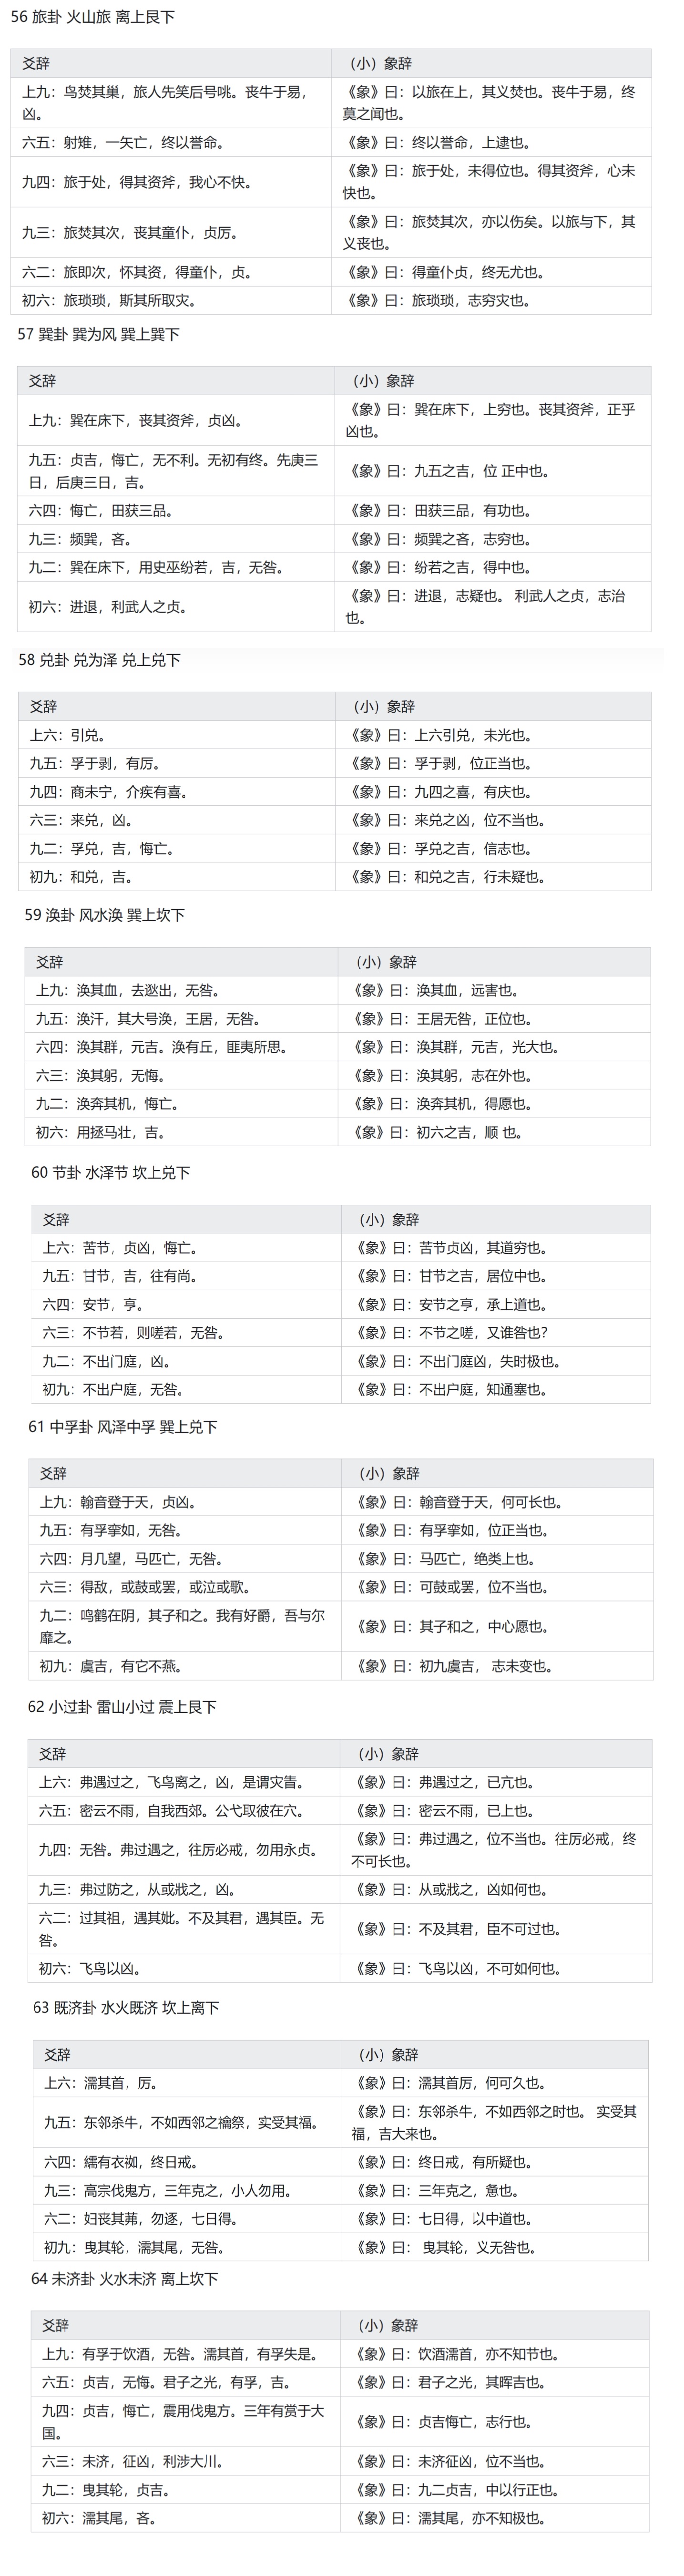 56 旅卦 火山旅 离上艮下
爻辞
（小）象辞
上九：鸟焚其巢，旅人先笑后号咷。丧牛于易，
凶。
《象》曰：以旅在上，其义焚也。丧牛于易，终
莫之闻也。
六五：射雉，一矢亡，终以誉命。
《象》曰：终以誉命，上逮也。
九四：旅于处，得其资斧，我心不快。
《象》曰：旅于处，未得位也。得其资斧，心未
快也。
九三：旅焚其次，丧其童仆，贞厉。
《象》曰：旅焚其次，亦以伤矣。以旅与下，其
义丧也。
六二：旅即次，怀其资，得童仆，贞。
《象》曰：得童仆贞，终无尤也。
初六：旅琐琐，斯其所取灾。
《象》曰：旅琐琐，志穷灾也。
57 巽卦 巽为风 巽上巽下
爻辞
（小）象辞
上九：巽在床下，丧其资斧，贞凶。
《象》曰：巽在床下，上穷也。丧其资斧，正乎
凶也。
九五：贞吉，悔亡，无不利。无初有终。先庚三
日，后庚三日，吉。
《象》曰：九五之吉，位 正中也。
六四：悔亡，田获三品。
《象》曰：田获三品，有功也。
九三：频巽，吝。
《象》曰：频巽之吝，志穷也。
九二：巽在床下，用史巫纷若，吉，无咎。
《象》曰：纷若之吉，得中也。
初六：进退，利武人之贞。
《象》曰：进退，志疑也。 利武人之贞，志治
也。
58 兑卦 兑为泽 兑上兑下
爻辞
（小）象辞
上六：引兑。
《象》曰：上六引兑，未光也。
九五：孚于剥，有厉。
《象》曰：孚于剥，位正当也。
九四：商未宁，介疾有喜。
《象》曰：九四之喜，有庆也。
六三：来兑，凶。
《象》曰：来兑之凶，位不当也。
九二：孚兑，吉，悔亡。
《象》曰：孚兑之吉，信志也。
初九：和兑，吉。
《象》曰：和兑之吉，行未疑也。
59 涣卦 风水涣 巽上坎下
爻辞
（小）象辞
上九：涣其血，去逖出，无咎。
《象》曰：涣其血，远害也。
九五：涣汗，其大号涣，王居，无咎。
《象》曰：王居无咎，正位也。
六四：涣其群，元吉。涣有丘，匪夷所思。
《象》曰：涣其群，元吉，光大也。
六三：涣其躬，无悔。
《象》曰：涣其躬，志在外也。
九二：涣奔其机，悔亡。
《象》曰：涣奔其机，得愿也。
初六：用拯马壮，吉。
《象》曰：初六之吉，顺 也。
60 节卦 水泽节 坎上兑下
爻辞
（小）象辞
上六：苦节，贞凶，悔亡。
《象》曰：苦节贞凶，其道穷也。
九五：甘节，吉，往有尚。
《象》曰：甘节之吉，居位中也。
六四：安节，亨。
《象》曰：安节之亨，承上道也。
六三：不节若，则嗟若，无咎。
《象》曰：不节之嗟，又谁咎也？
九二：不出门庭，凶。
《象》曰：不出门庭凶，失时极也。
初九：不出户庭，无咎。
《象》曰：不出户庭，知通塞也。
61 中孚卦 风泽中孚 巽上兑下
爻辞
（小）象辞
上九：翰音登于天，贞凶。
《象》曰：翰音登于天，何可长也。
九五：有孚挛如，无咎。
《象》曰：有孚挛如，位正当也。
六四：月几望，马匹亡，无咎。
《象》曰：马匹亡，绝类上也。
六三：得敌，或鼓或罢，或泣或歌。
《象》曰：可鼓或罢，位不当也。
九二：鸣鹤在阴，其子和之。我有好爵，吾与尔
靡之。
《象》曰：其子和之，中心愿也。
初九：虞吉，有它不燕。
《象》曰：初九虞吉， 志未变也。
62 小过卦 雷山小过 震上艮下
爻辞
（小）象辞
上六：弗遇过之，飞鸟离之，凶，是谓灾眚。
《象》曰：弗遇过之，已亢也。
六五：密云不雨，自我西郊。公弋取彼在穴。
《象》曰：密云不雨，已上也。
九四：无咎。弗过遇之，往厉必戒，勿用永贞。
《象》曰：弗过遇之，位不当也。往厉必戒，终
不可长也。
九三：弗过防之，从或戕之，凶。
《象》曰：从或戕之，凶如何也。
六二：过其祖，遇其妣。不及其君，遇其臣。无
咎。
《象》曰：不及其君，臣不可过也。
初六：飞鸟以凶。
《象》曰：飞鸟以凶，不可如何也。
63 既济卦 水火既济 坎上离下
爻辞
（小）象辞
上六：濡其首，厉。
《象》曰：濡其首厉，何可久也。
九五：东邻杀牛，不如西邻之禴祭，实受其福。
《象》曰：东邻杀牛，不如西邻之时也。 实受其
福，吉大来也。
六四：繻有衣袽，终日戒。
《象》曰：终日戒，有所疑也。
九三：高宗伐鬼方，三年克之，小人勿用。
《象》曰：三年克之，惫也。
六二：妇丧其茀，勿逐，七日得。
《象》曰：七日得，以中道也。
初九：曳其轮，濡其尾，无咎。
《象》曰： 曳其轮，义无咎也。
64 未济卦 火水未济 离上坎下
爻辞
（小）象辞
上九：有孚于饮酒，无咎。濡其首，有孚失是。
《象》曰：饮酒濡首，亦不知节也。
六五：贞吉，无悔。君子之光，有孚，吉。
《象》曰：君子之光，其晖吉也。
九四：贞吉，悔亡，震用伐鬼方。三年有赏于大
国。
《象》曰：贞吉悔亡，志行也。
六三：未济，征凶，利涉大川。
《象》曰：未济征凶，位不当也。
九二：曳其轮，贞吉。
《象》曰：九二贞吉，中以行正也。
初六：濡其尾，吝。
《象》曰：濡其尾，亦不知极也。